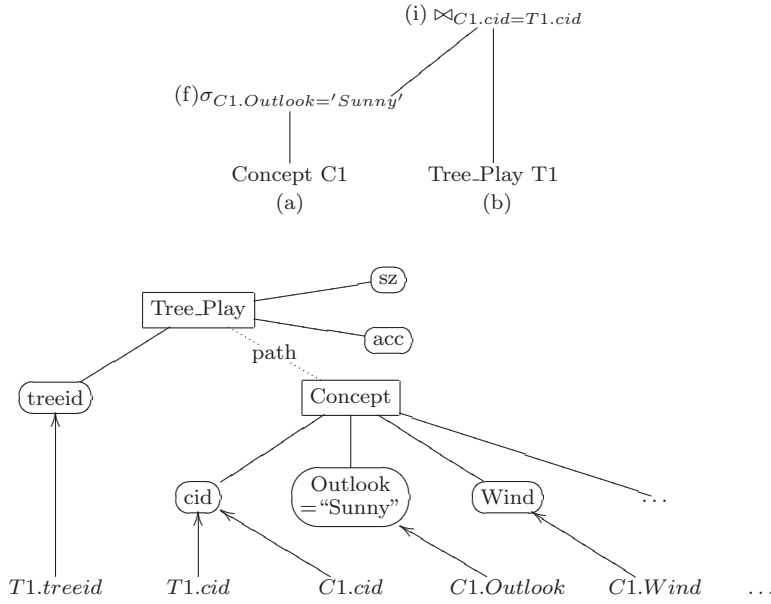 (i) ⋈C1.cid=T1.cid
(f)σC1.Outlook='Sunny'
Concept C1 Tree_Play T1
(a) (b)
sz
Tree_Play
acc
path
treeid Concept
Outlook
cid Wind ...
="Sunny"
T1.treeid T1.cid C1.cid C1.Outlook C1.Wind ...